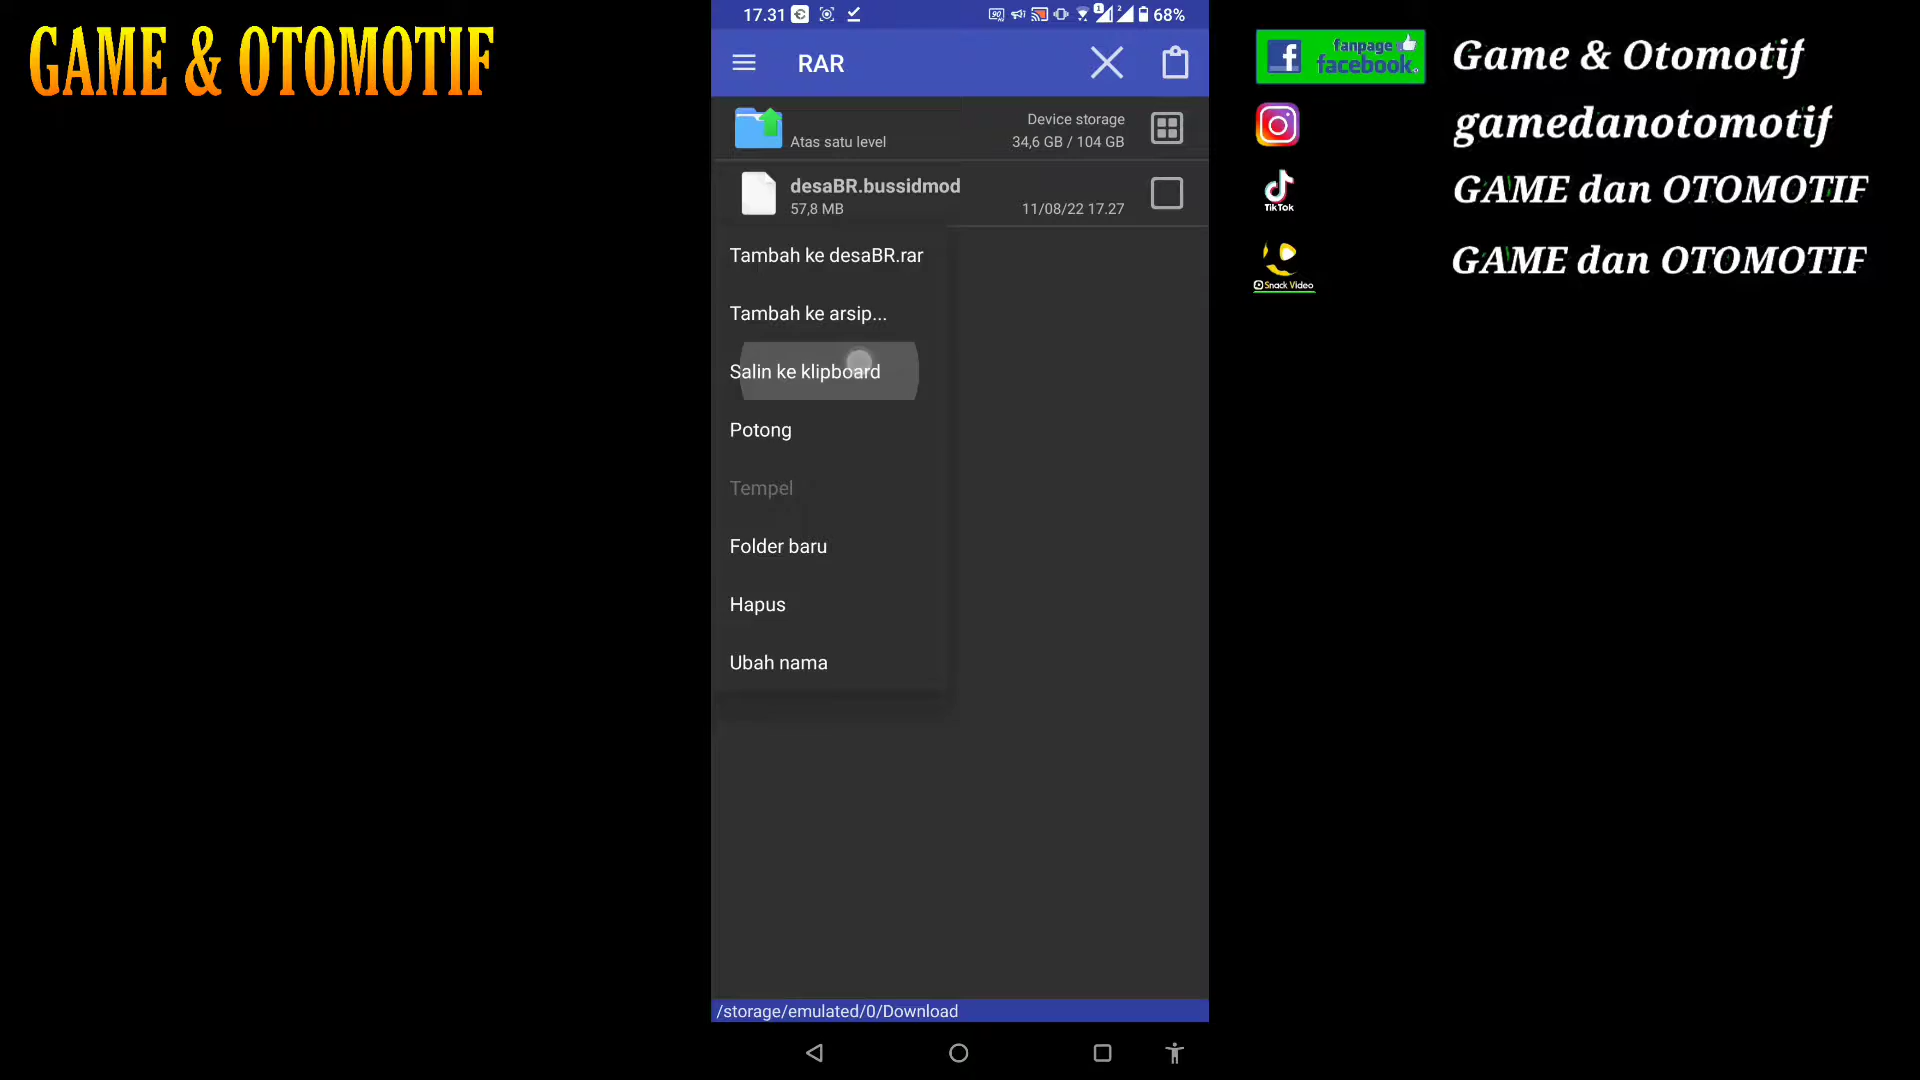 GAME & OTOMOTIF
17.31
68%
RAR
Device storage
Atas satu level
34,6 GB / 104 GB
desaBR.bussidmod
57,8 MB
11/08/22 17.27
Tambah ke desaBR.rar
Tambah ke arsip...
Salin ke klipboard
Potong
Tempel
Folder baru
Hapus
Ubah nama
/storage/emulated/0/Download
fanpage
facebook
Game & Otomotif
gamedanotomotif
TikTok
GAME dan OTOMOTIF
Snack Video
GAME dan OTOMOTIF